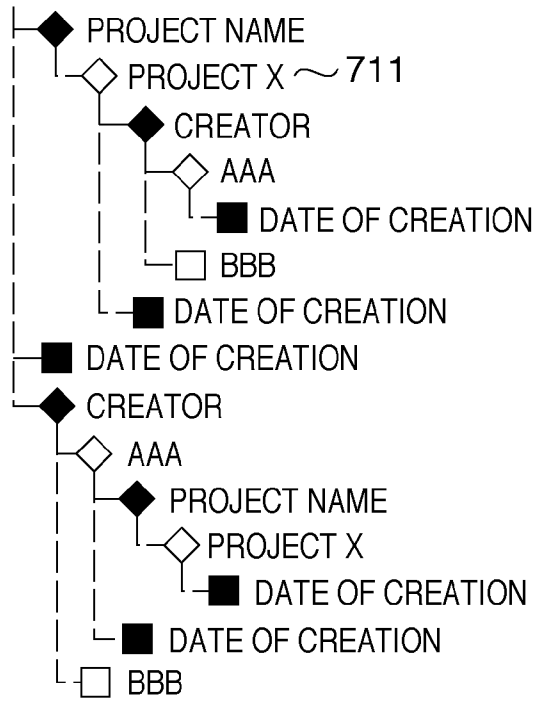 PROJECT NAME
PROJECT X 711
CREATOR
AAA
DATE OF CREATION
BBB
DATE OF CREATION
DATE OF CREATION
CREATOR
AAA
PROJECT NAME
PROJECT X
DATE OF CREATION
DATE OF CREATION
BBB